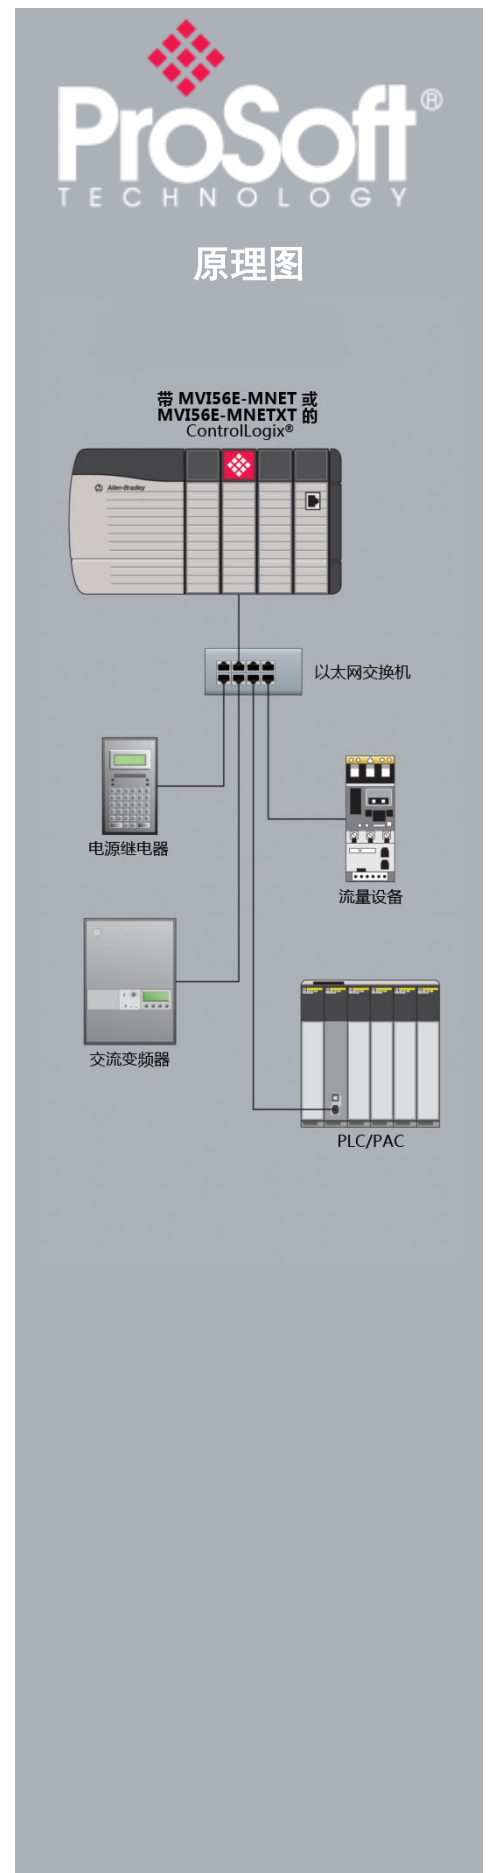 ProSoft®
TECHNOLOGY
原理图
带 MVI56E-MNET 或
MVI56E-MNETXT 的
ControlLogix®
Allen-Bradley
以太网交换机
电源继电器
流量设备
交流变频器
PLC/PAC